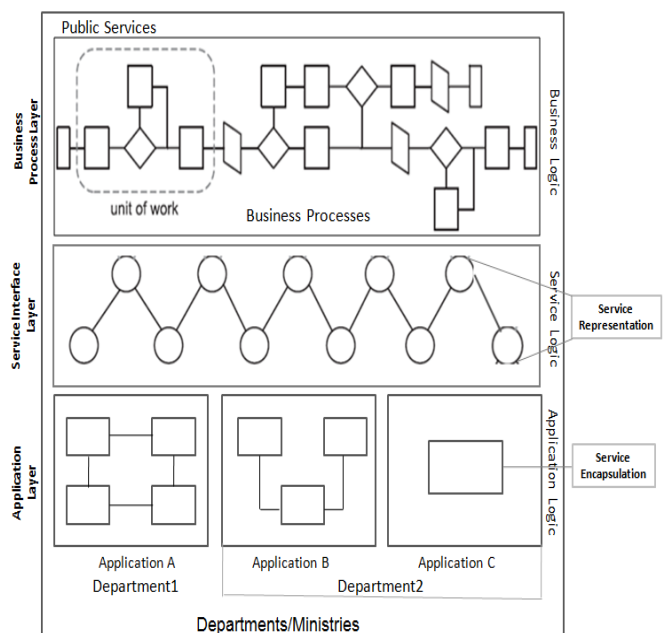 Public Services
Business
Process Layer
Business Logic
unit of work
Business Processes
Service Interface
Layer
Service Logic
Service
Representation
Application
Layer
Application Logic
Service
Encapsulation
Application A
Application B
Application C
Department1
Department2
Departments/Ministries